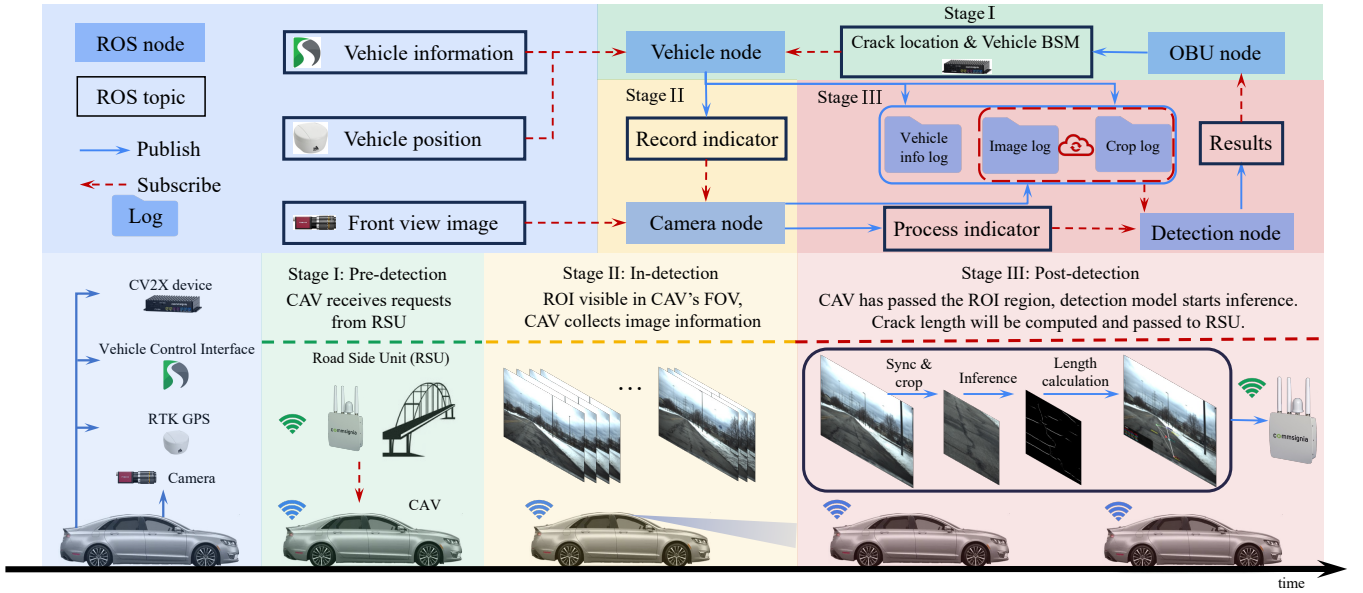 ROS node
ROS topic
Publish
Subscribe
Log
Vehicle information
Vehicle position
Front view image
Stage I
Vehicle node
Crack location & Vehicle BSM
OBU node
Stage II
Record indicator
Camera node
Stage III
Vehicle
info log
Image log
Crop log
Results
Process indicator
Detection node
CV2X device
Vehicle Control Interface
RTK GPS
Camera
Stage I: Pre-detection
CAV receives requests
from RSU
Road Side Unit (RSU)
commsignia
CAV
Stage II: In-detection
ROI visible in CAV's FOV,
CAV collects image information
...
Stage III: Post-detection
CAV has passed the ROI region, detection model starts inference.
Crack length will be computed and passed to RSU.
Sync &
crop
Inference
Length
calculation
commsignia
time